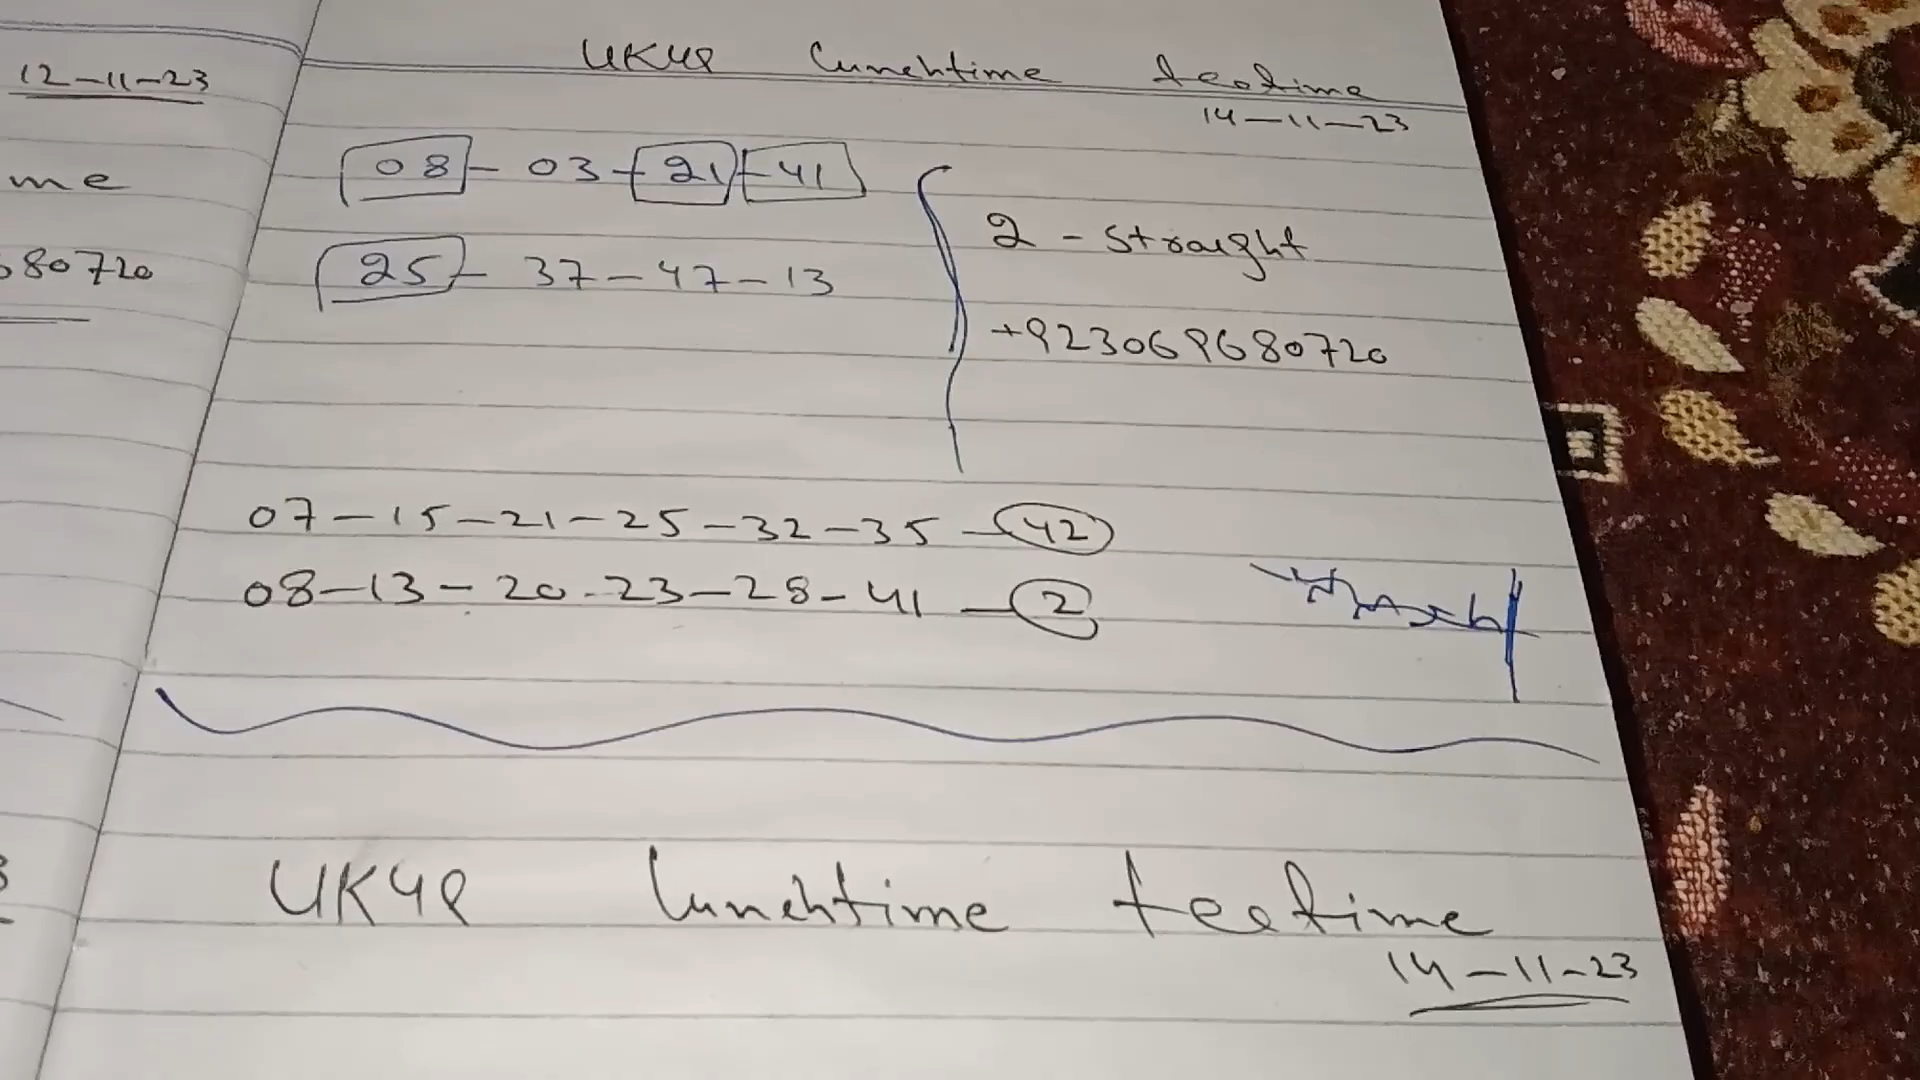 12-11-23
me
80720
UK48 Lunchtime teatime
14-11-23
08 - 03 - 21 - 41
25 - 37 - 47 - 13
2 - Straight
+923069680720
07 - 15 - 21 - 25 - 32 - 35 - 42
08 - 13 - 20 - 23 - 28 - 41 - 2
UK49 Lunchtime teatime
14-11-23